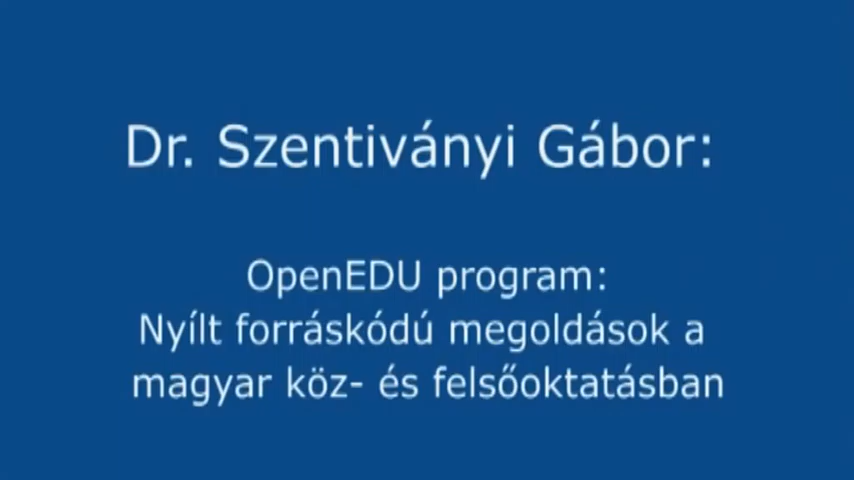 Dr. Szentiványi Gábor:
OpenEDU program:
Nyílt forráskódú megoldások a
magyar köz- és felsőoktatásban